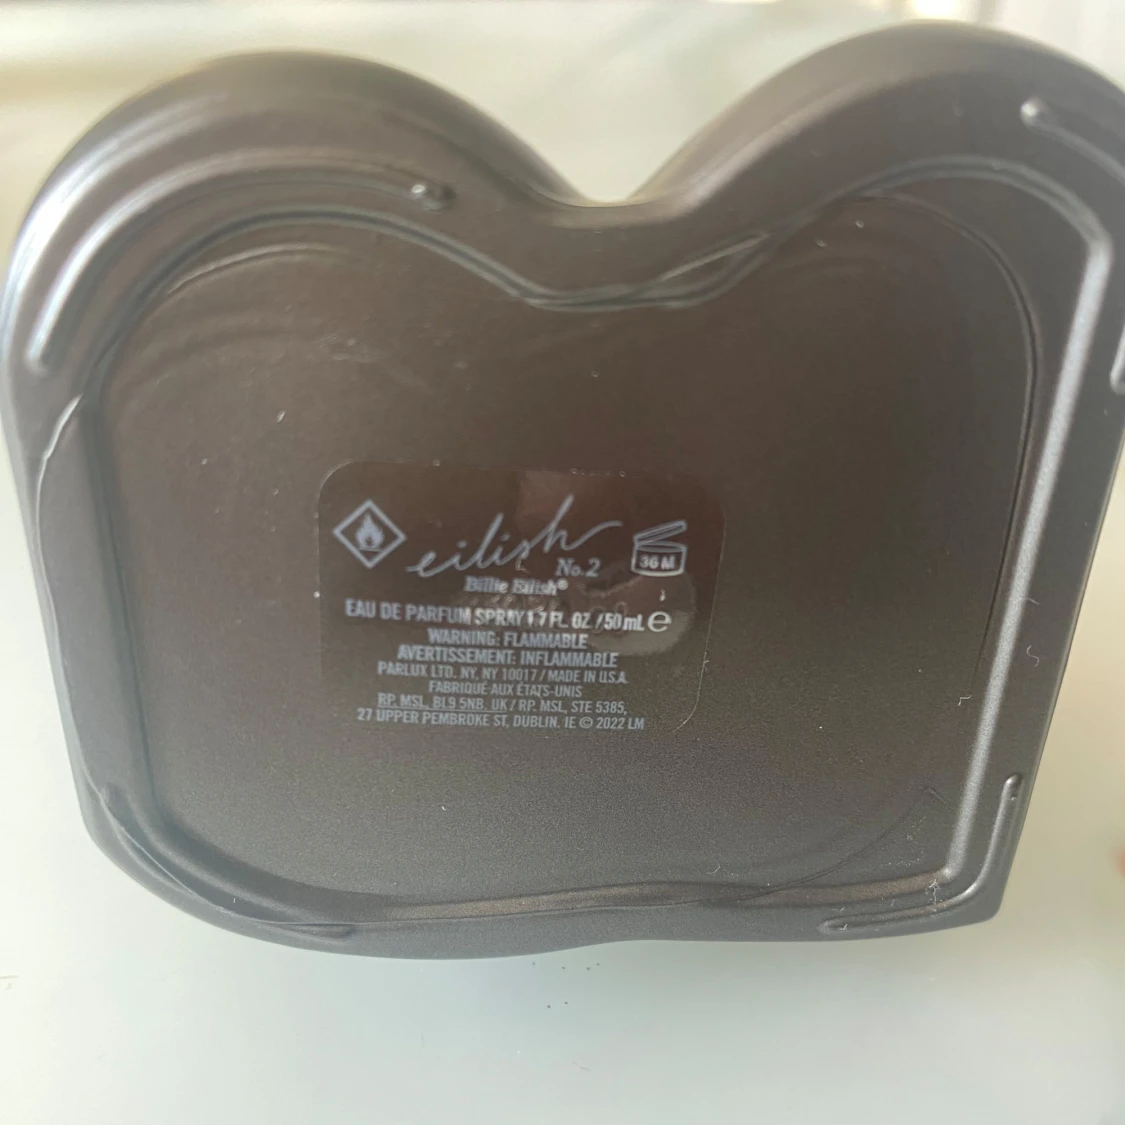 eilish
No.2
36 M
Billie Eilish®
EAU DE PARFUM SPRAY 1.7 FL. OZ. / 50 mL ℮
WARNING: FLAMMABLE
AVERTISSEMENT: INFLAMMABLE
PARLUX LTD. NY, NY 10017 / MADE IN U.S.A.
FABRIQUÉ AUX ÉTATS-UNIS
RP. MSL, BL9 5NB, UK / RP. MSL, STE 5385,
27 UPPER PEMBROKE ST, DUBLIN. IE © 2022 LM